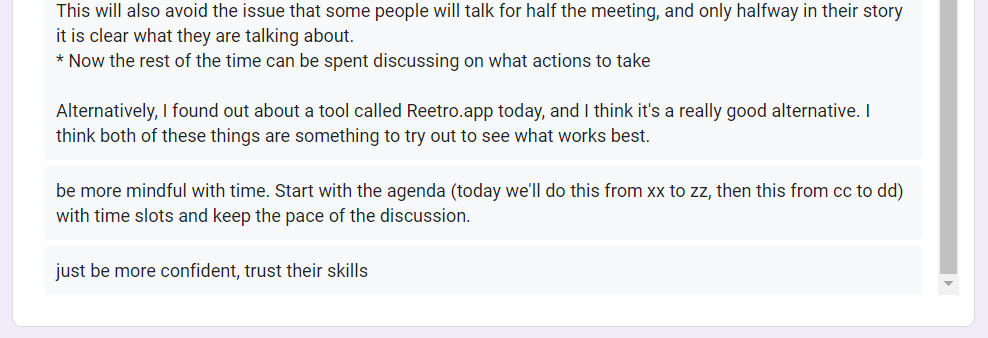 This will also avoid the issue that some people will talk for half the meeting, and only halfway in their story
it is clear what they are talking about.
* Now the rest of the time can be spent discussing on what actions to take
Alternatively, I found out about a tool called Reetro.app today, and I think it's a really good alternative. I
think both of these things are something to try out to see what works best.
be more mindful with time. Start with the agenda (today we'll do this from xx to zz, then this from cc to dd)
with time slots and keep the pace of the discussion.
just be more confident, trust their skills